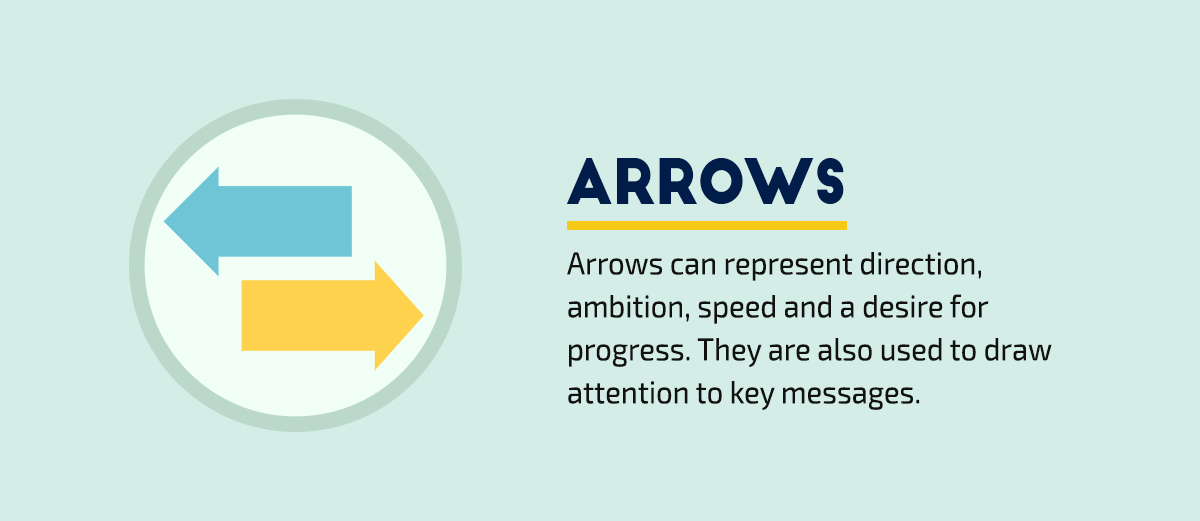 ARROWS
Arrows can represent direction,
ambition, speed and a desire for
progress. They are also used to draw
attention to key messages.